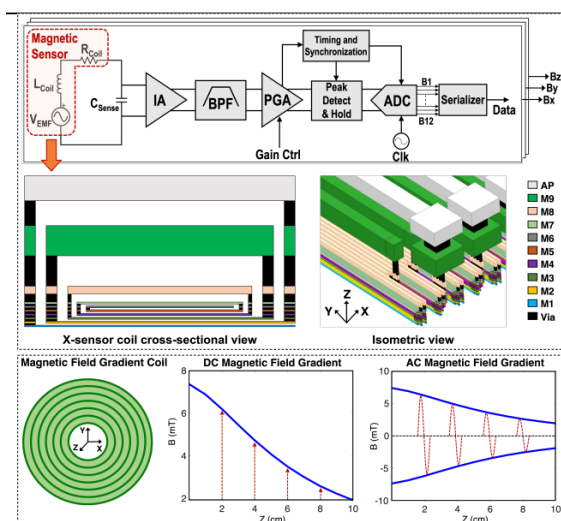 Magnetic
Sensor
RCoil
LCoil
VEMF
+
CSense
IA
BPF
PGA
Gain Ctrl
Timing and
Synchronization
Peak
Detect
& Hold
ADC
Clk
B1
B12
Serializer
Data
Bz
By
Bx
X-sensor coil cross-sectional view
Z
Y
X
Isometric view
AP
M9
M8
M7
M6
M5
M4
M3
M2
M1
Via
Magnetic Field Gradient Coil
Y
Z
X
DC Magnetic Field Gradient
B (mT)
8
6
4
2
2 4 6 8 10
Z (cm)
AC Magnetic Field Gradient
B (mT)
10
5
0
-5
-10
2 4 6 8 10
Z (cm)